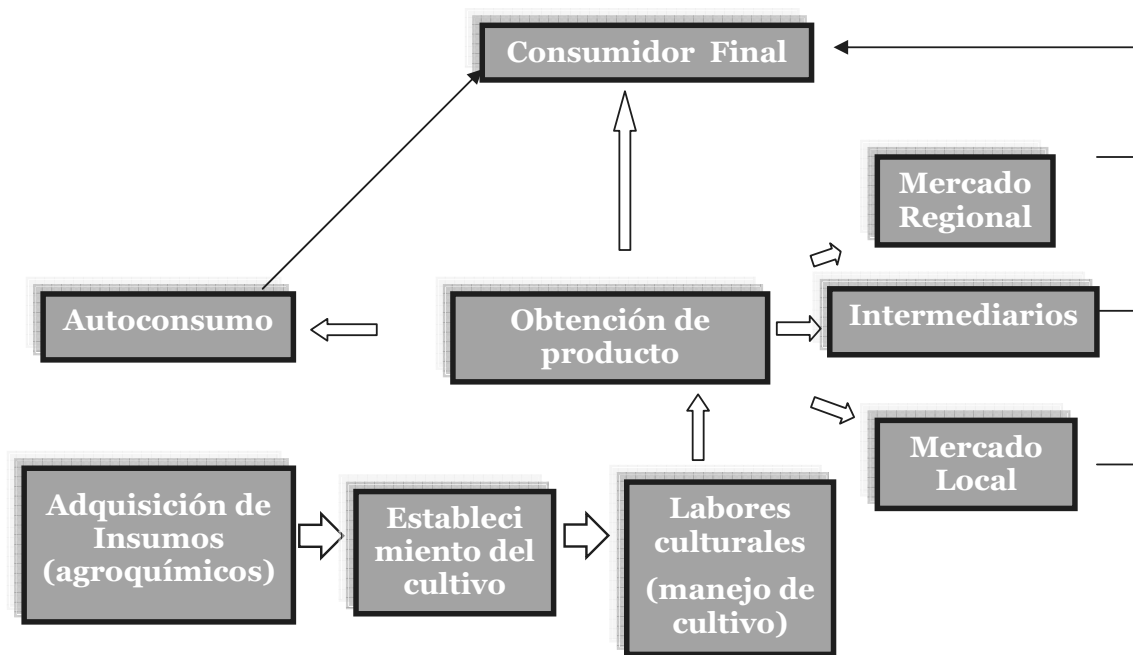 Consumidor Final
Mercado
Regional
Autoconsumo
Obtención de
producto
Intermediarios
Mercado
Local
Adquisición de
Insumos
(agroquímicos)
Estableci
miento del
cultivo
Labores
culturales
(manejo de
cultivo)